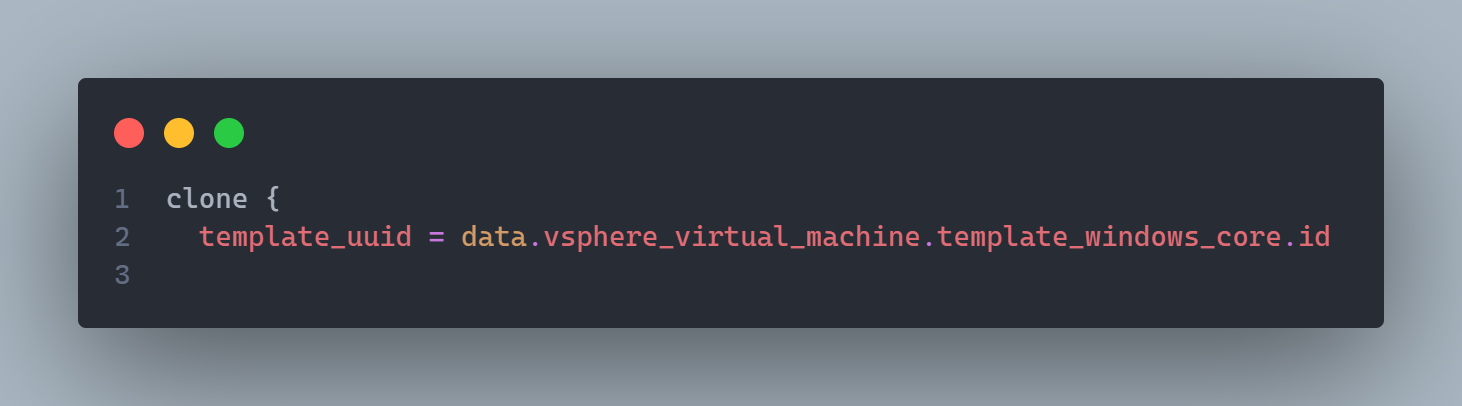 1 clone {
2   template_uuid = data.vsphere_virtual_machine.template_windows_core.id
3